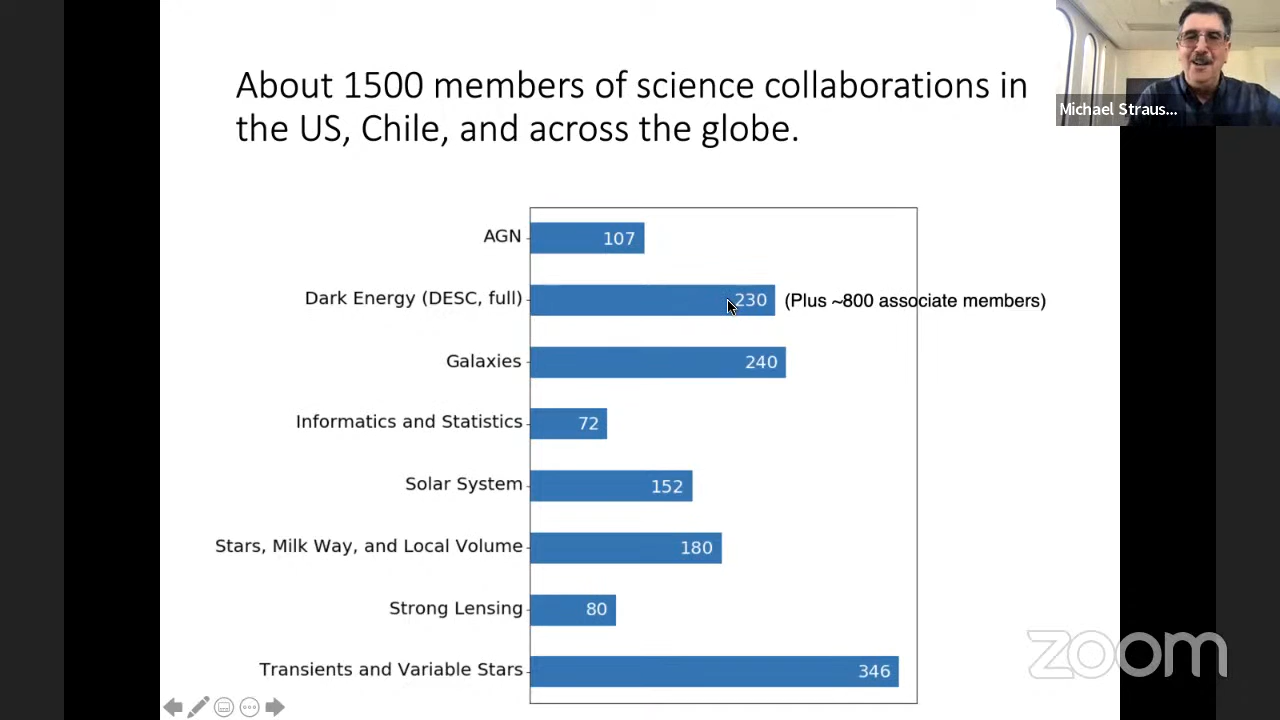 About 1500 members of science collaborations in
the US, Chile, and across the globe.
Michael Straus...
AGN 107
Dark Energy (DESC, full) 230 (Plus ~800 associate members)
Galaxies 240
Informatics and Statistics 72
Solar System 152
Stars, Milk Way, and Local Volume 180
Strong Lensing 80
Transients and Variable Stars 346
zoom